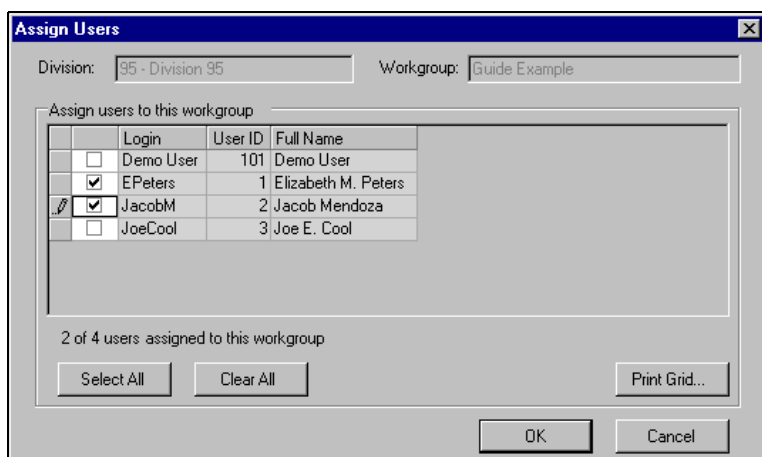 Assign Users
Division: 95 - Division 95 Workgroup: Guide Example
Assign users to this workgroup
Login User ID Full Name
Demo User 101 Demo User
EPeters 1 Elizabeth M. Peters
JacobM 2 Jacob Mendoza
JoeCool 3 Joe E. Cool
2 of 4 users assigned to this workgroup
Select All Clear All Print Grid...
OK Cancel